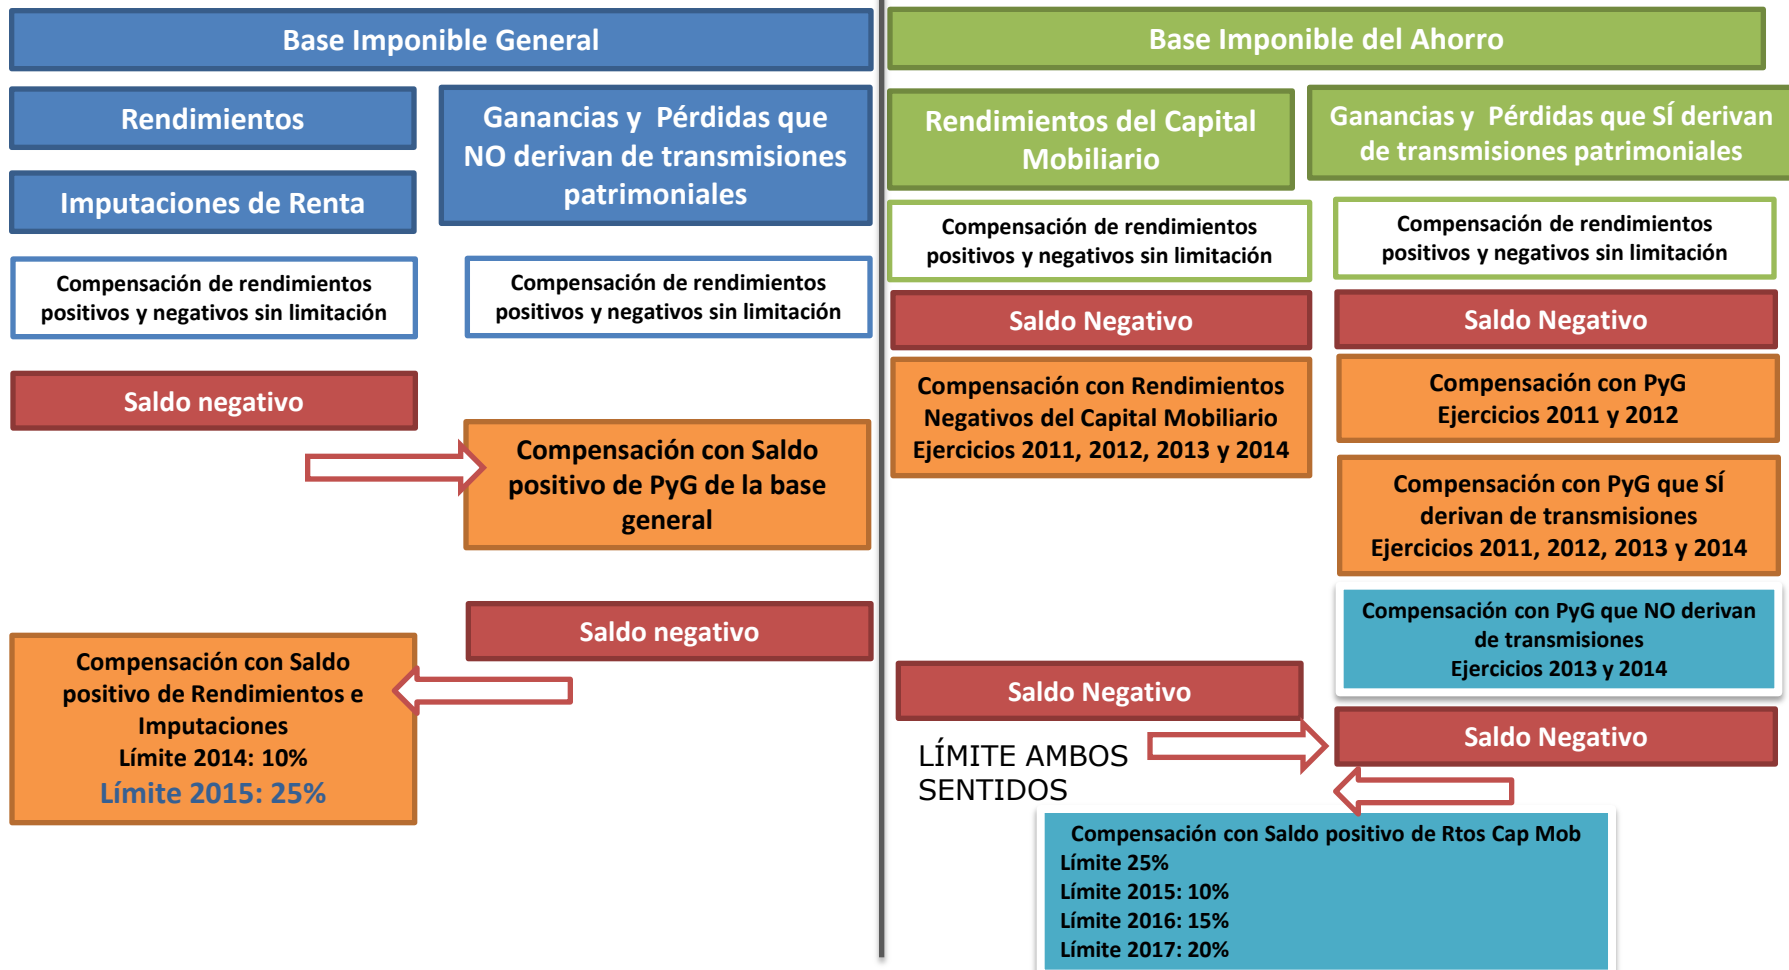 Base Imponible General
Rendimientos
Imputaciones de Renta
Ganancias y Pérdidas que
NO derivan de transmisiones
patrimoniales
Compensación de rendimientos
positivos y negativos sin limitación
Compensación de rendimientos
positivos y negativos sin limitación
Saldo negativo
Compensación con Saldo
positivo de PyG de la base
general
Saldo negativo
Compensación con Saldo
positivo de Rendimientos e
Imputaciones
Límite 2014: 10%
Límite 2015: 25%
Base Imponible del Ahorro
Rendimientos del Capital
Mobiliario
Ganancias y Pérdidas que SÍ derivan
de transmisiones patrimoniales
Compensación de rendimientos
positivos y negativos sin limitación
Compensación de rendimientos
positivos y negativos sin limitación
Saldo Negativo
Saldo Negativo
Compensación con Rendimientos
Negativos del Capital Mobiliario
Ejercicios 2011, 2012, 2013 y 2014
Compensación con PyG
Ejercicios 2011 y 2012
Compensación con PyG que SÍ
derivan de transmisiones
Ejercicios 2011, 2012, 2013 y 2014
Compensación con PyG que NO derivan
de transmisiones
Ejercicios 2013 y 2014
Saldo Negativo
Saldo Negativo
LÍMITE AMBOS
SENTIDOS
Compensación con Saldo positivo de Rtos Cap Mob
Límite 25%
Límite 2015: 10%
Límite 2016: 15%
Límite 2017: 20%